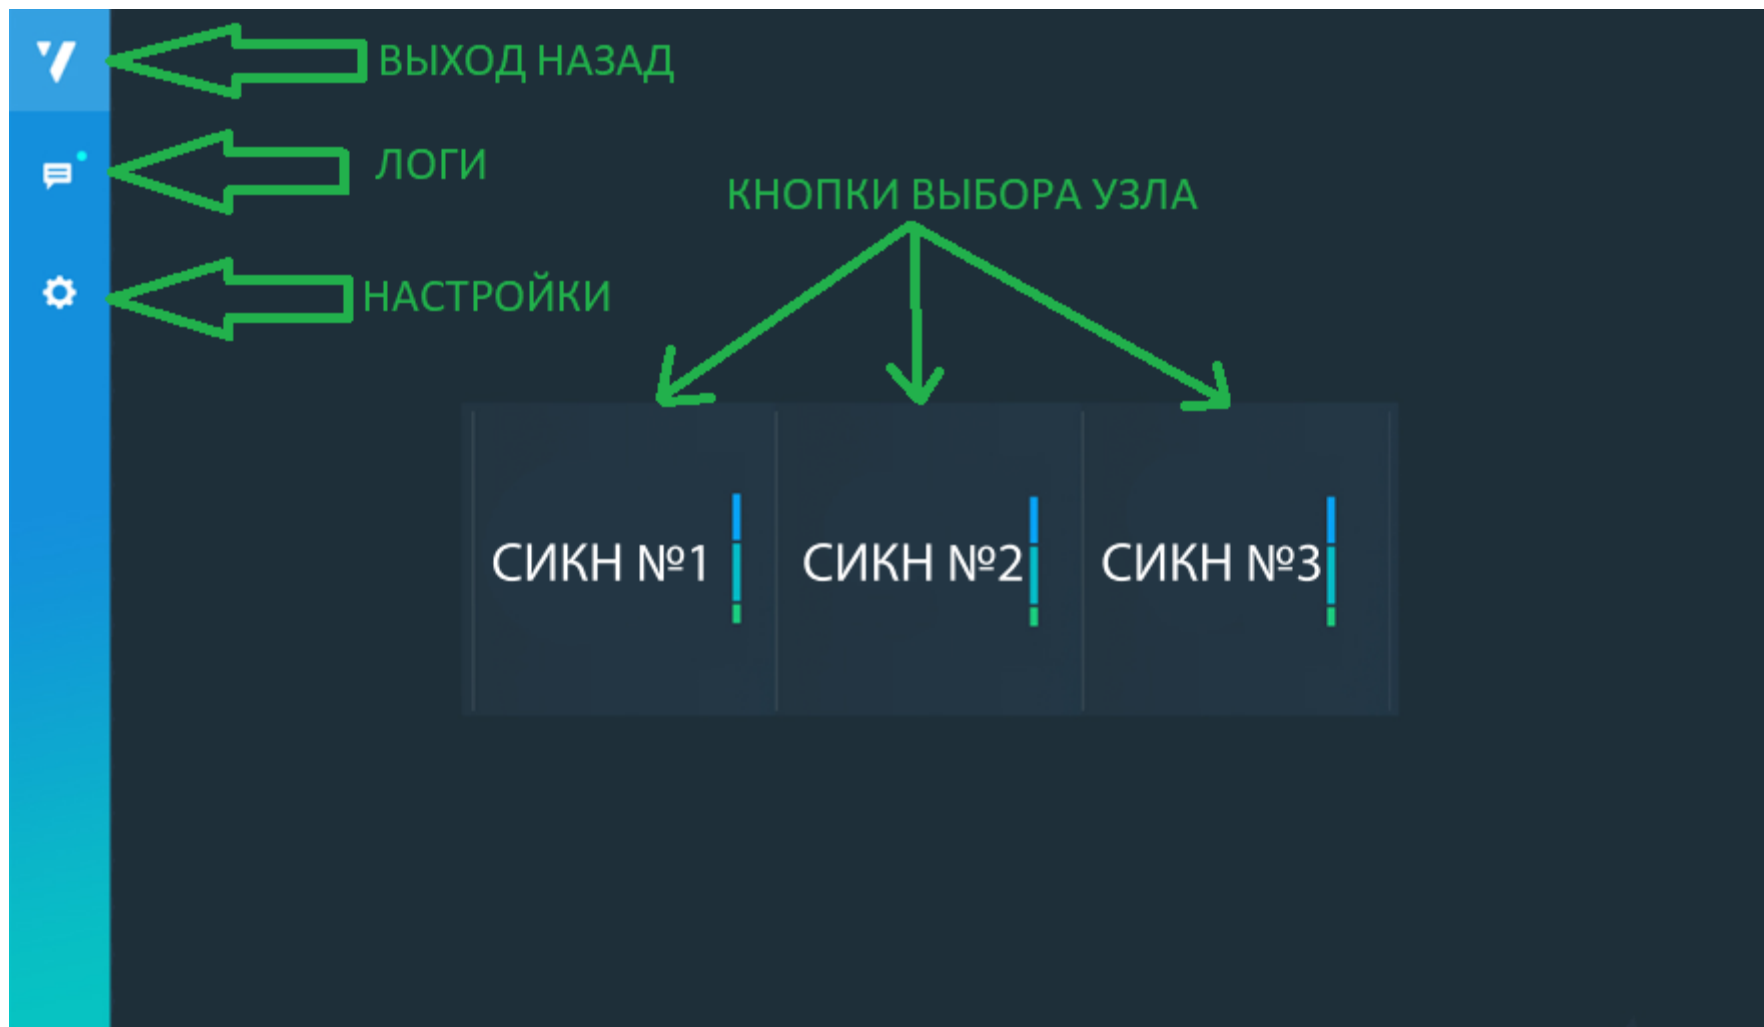 ВЫХОД НАЗАД
ЛОГИ
КНОПКИ ВЫБОРА УЗЛА
НАСТРОЙКИ
СИКН №1
СИКН №2
СИКН №3